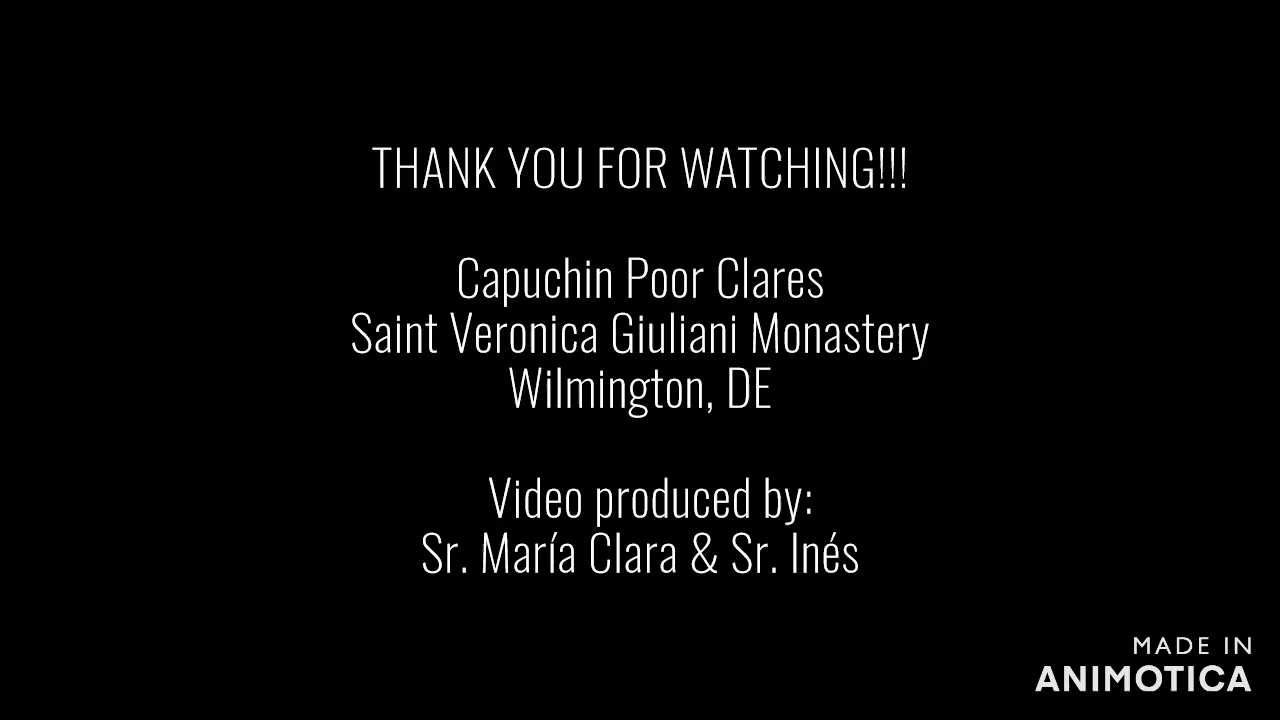 THANK YOU FOR WATCHING!!!
Capuchin Poor Clares
Saint Veronica Giuliani Monastery
Wilmington, DE
Video produced by:
Sr. María Clara & Sr. Inés
MADE IN
ANIMOTICA